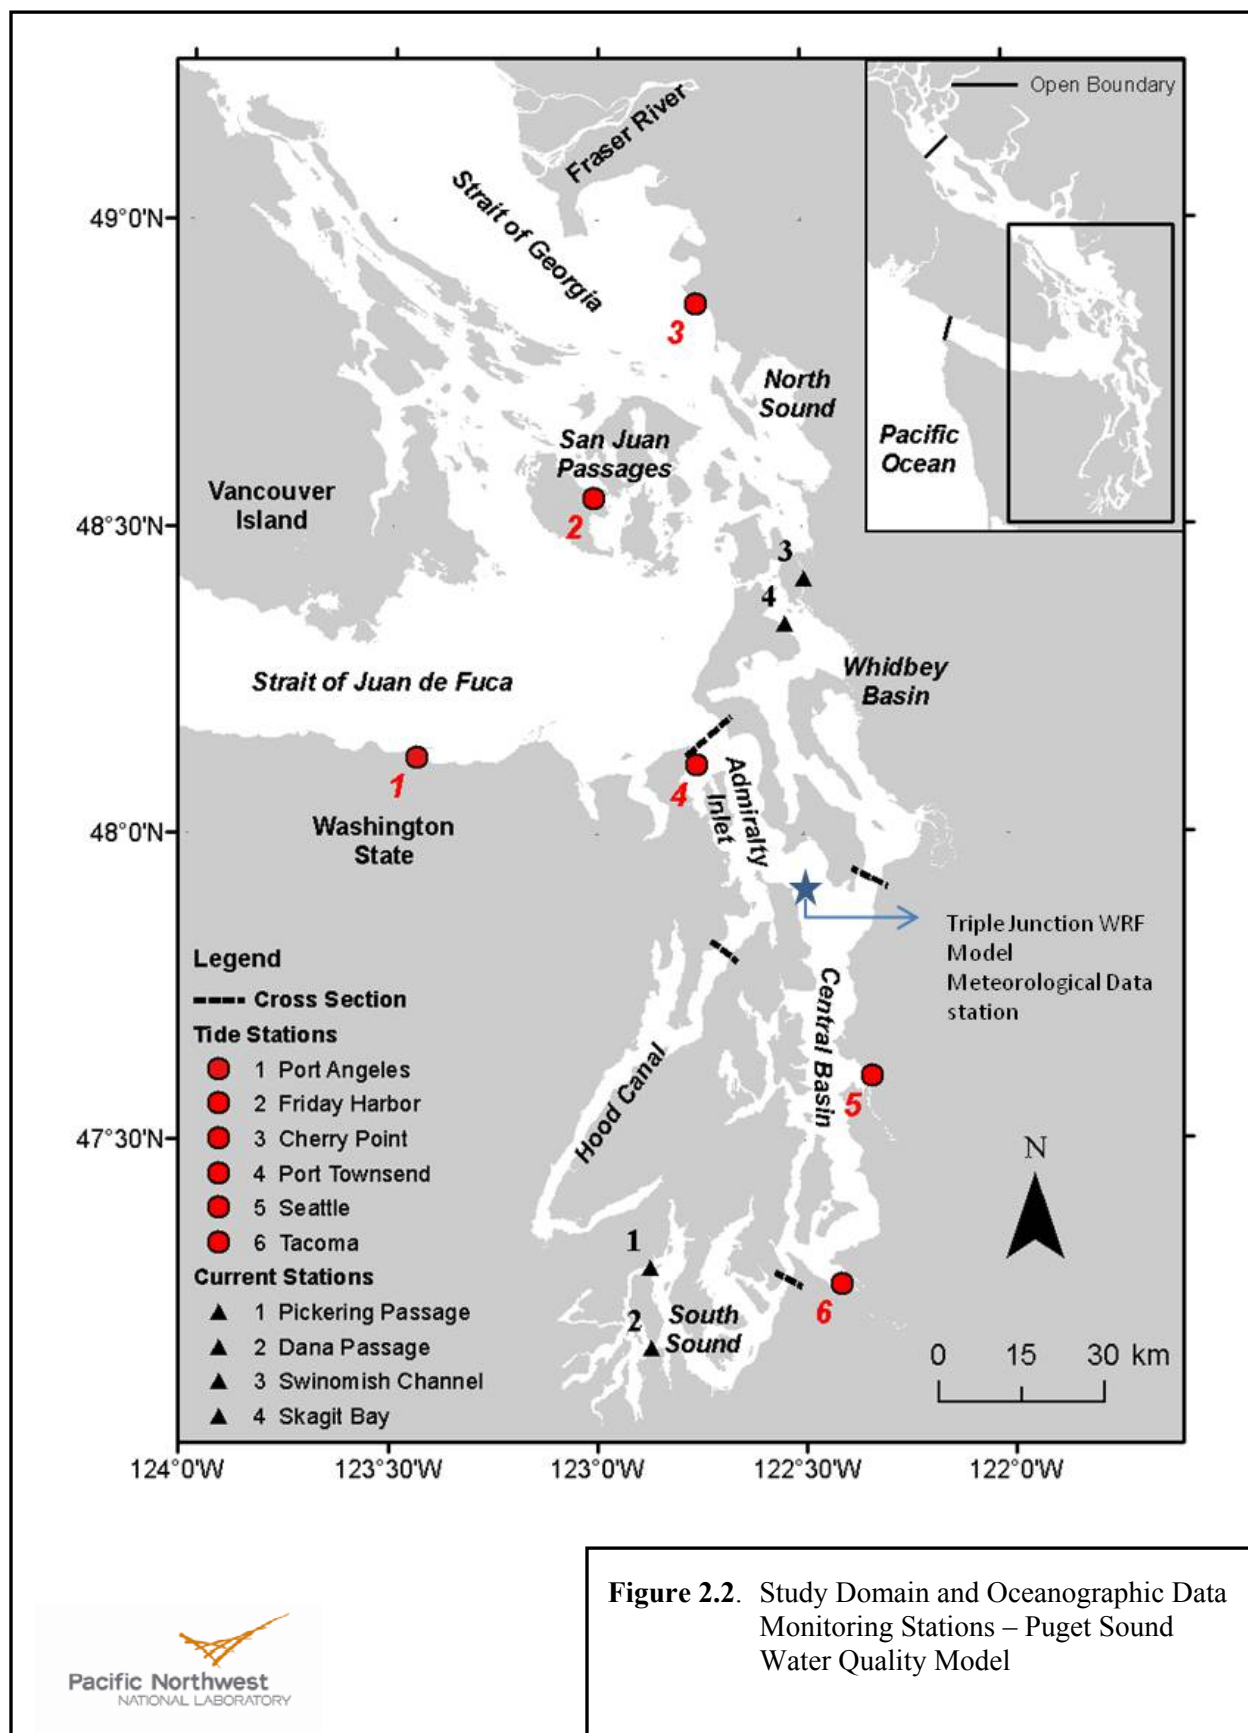 Open Boundary
Fraser River
Strait of Georgia
49°0'N
3
North
Sound
San Juan
Passages
Pacific
Ocean
Vancouver
Island
48°30'N
2
3
4
Whidbey
Basin
Strait of Juan de Fuca
1
4
Admiralty
Inlet
Washington
State
48°0'N
Triple Junction WRF
Model
Meteorological Data
station
Legend
Cross Section
Tide Stations
1 Port Angeles
2 Friday Harbor
3 Cherry Point
4 Port Townsend
5 Seattle
6 Tacoma
Current Stations
1 Pickering Passage
2 Dana Passage
3 Swinomish Channel
4 Skagit Bay
Central Basin
Hood Canal
5
47°30'N
N
1
2
South
Sound
6
0 15 30 km
124°0'W 123°30'W 123°0'W 122°30'W 122°0'W
Figure 2.2. Study Domain and Oceanographic Data
Monitoring Stations – Puget Sound
Water Quality Model
Pacific Northwest
NATIONAL LABORATORY